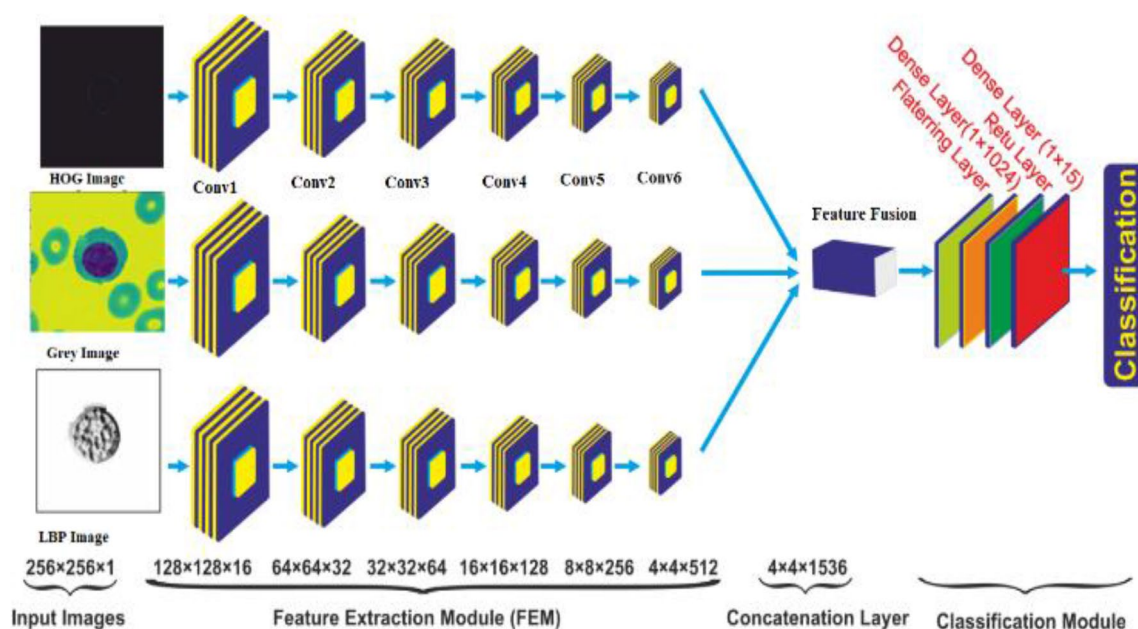 HOG Image
Conv1
Conv2
Conv3
Conv4
Conv5
Conv6
Grey Image
LBP Image
Feature Fusion
Flaterring Layer
Dense Layer(1×1024)
Retu Layer
Dense Layer (1×15)
Classification
256×256×1
128×128×16
64×64×32
32×32×64
16×16×128
8×8×256
4×4×512
4×4×1536
Input Images
Feature Extraction Module (FEM)
Concatenation Layer
Classification Module